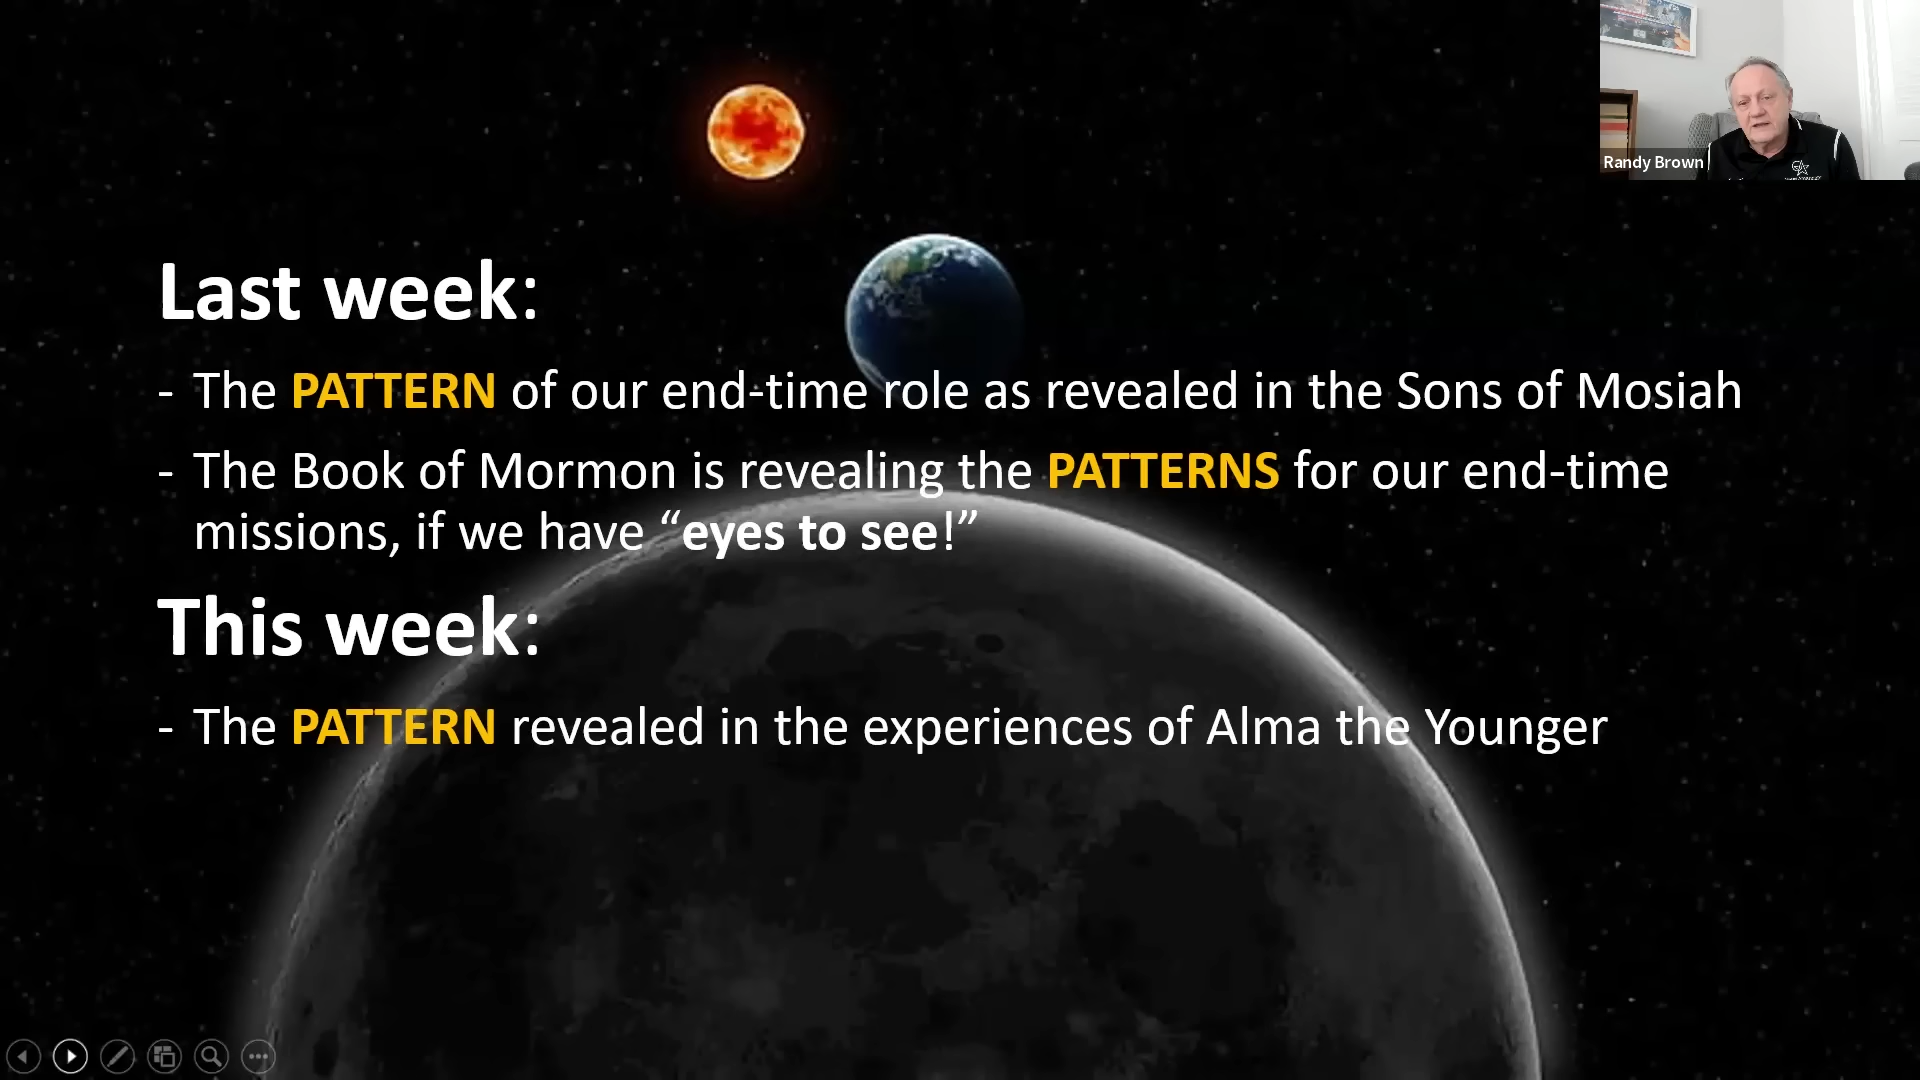 Randy Brown
Last week:
- The PATTERN of our end-time role as revealed in the Sons of Mosiah
- The Book of Mormon is revealing the PATTERNS for our end-time
missions, if we have “eyes to see!”
This week:
- The PATTERN revealed in the experiences of Alma the Younger